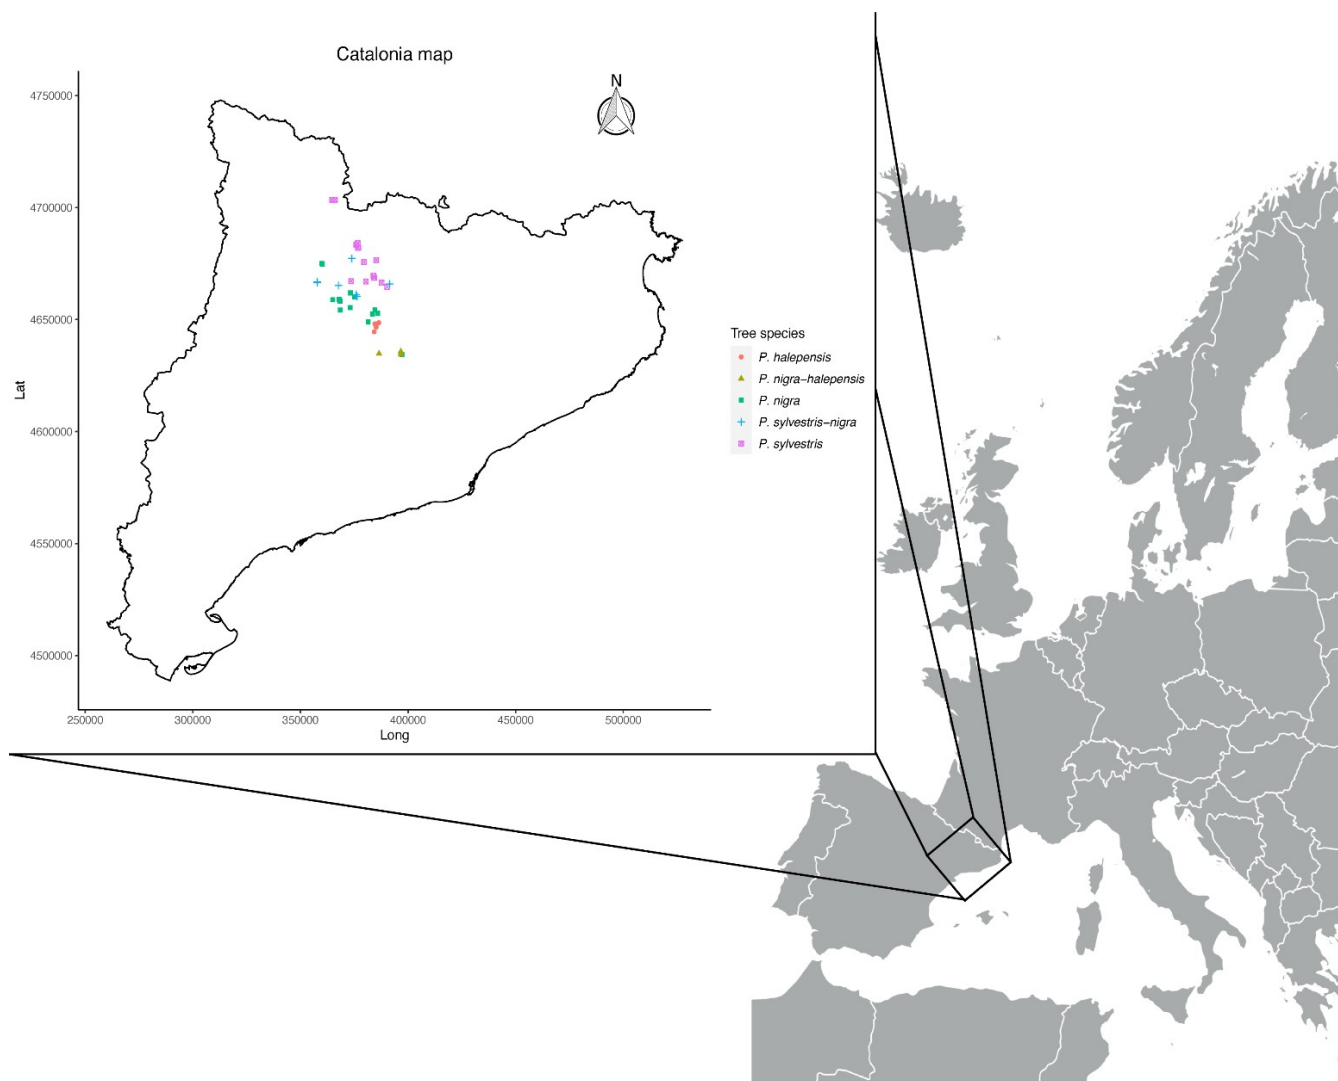 Catalonia map
N
4750000
4700000
4650000
4600000
4550000
4500000
Lat
250000
300000
350000
400000
450000
500000
Long
Tree species
P. halepensis
P. nigra−halepensis
P. nigra
P. sylvestris−nigra
P. sylvestris